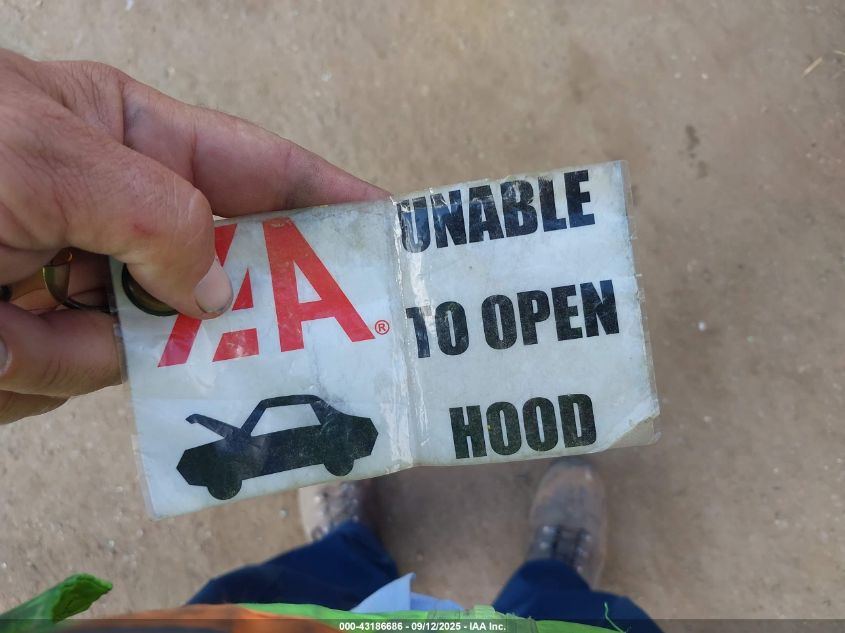 IAA®
UNABLE
TO OPEN
HOOD
000-43186686 - 09/12/2025 - IAA Inc.